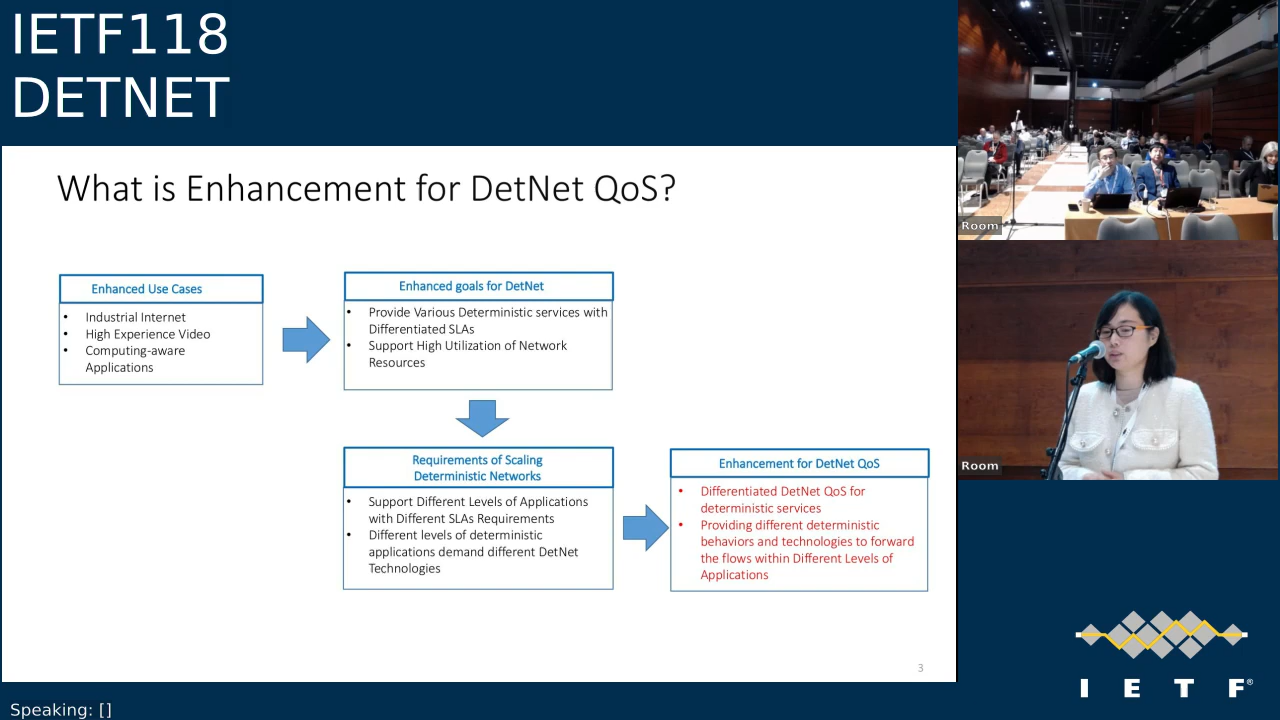 IETF118
DETNET
What is Enhancement for DetNet QoS?
Enhanced Use Cases
• Industrial Internet
• High Experience Video
• Computing-aware
Applications
Enhanced goals for DetNet
• Provide Various Deterministic services with
Differentiated SLAs
• Support High Utilization of Network
Resources
Requirements of Scaling
Deterministic Networks
• Support Different Levels of Applications
with Different SLAs Requirements
• Different levels of deterministic
applications demand different DetNet
Technologies
Enhancement for DetNet QoS
• Differentiated DetNet QoS for
deterministic services
• Providing different deterministic
behaviors and technologies to forward
the flows within Different Levels of
Applications
3
Speaking: []
Room
Room
I E T F®